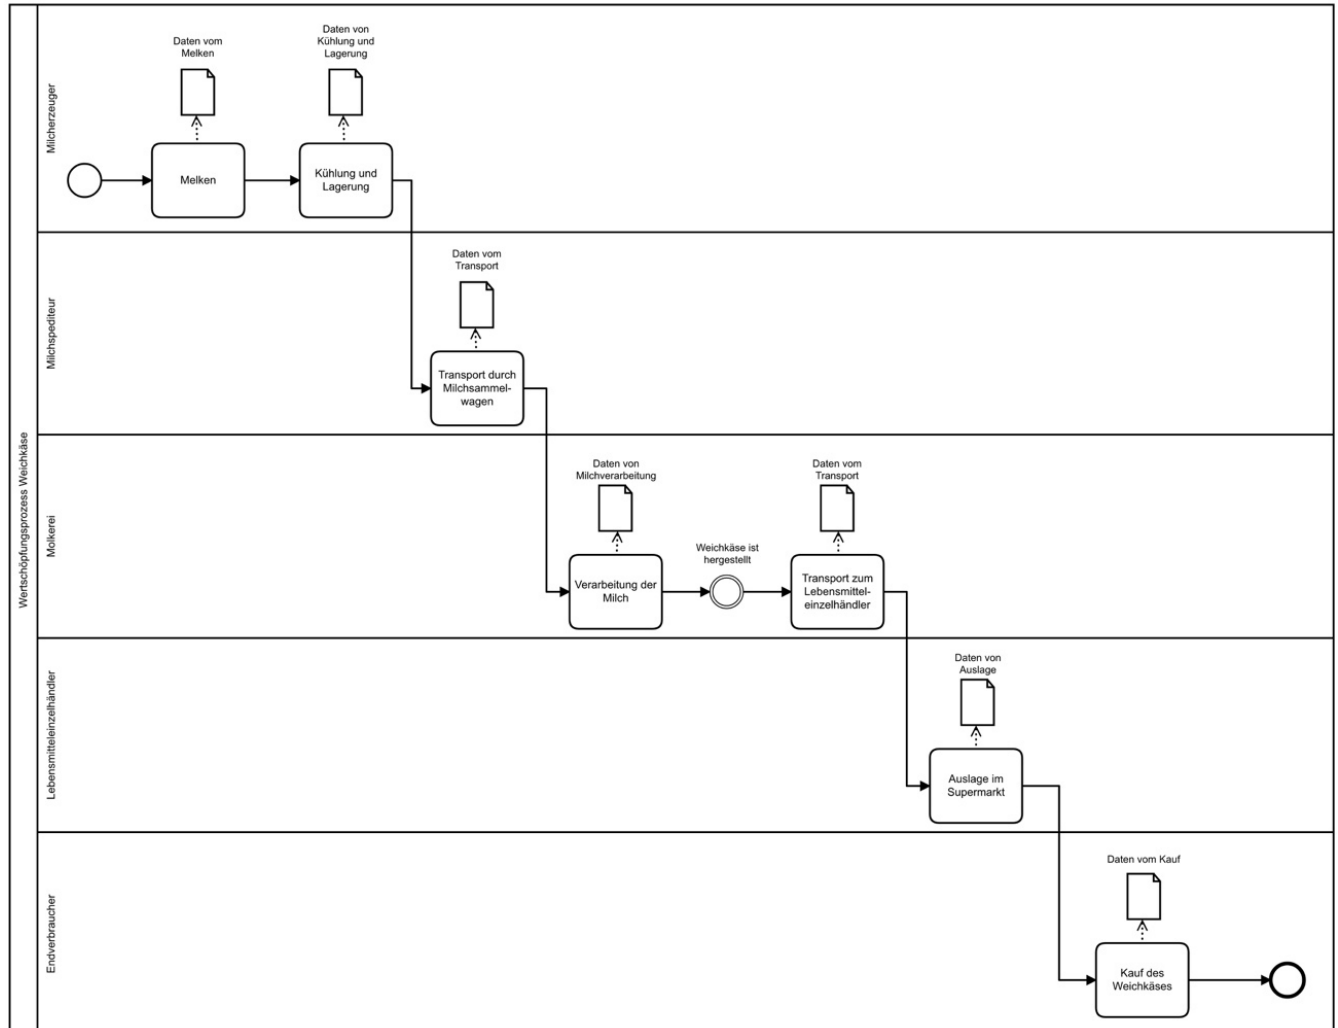 Wertschöpfungsprozess Weichkäse
Milcherzeuger
Daten vom
Melken
Daten von
Kühlung und
Lagerung
Melken
Kühlung und
Lagerung
Milchspediteur
Daten vom
Transport
Transport durch
Milchsammel-
wagen
Molkerei
Daten von
Milchverarbeitung
Daten vom
Transport
Weichkäse ist
hergestellt
Verarbeitung der
Milch
Transport zum
Lebensmittel-
einzelhändler
Lebensmitteleinzelhändler
Daten von
Auslage
Auslage im
Supermarkt
Endverbraucher
Daten vom Kauf
Kauf des
Weichkäses